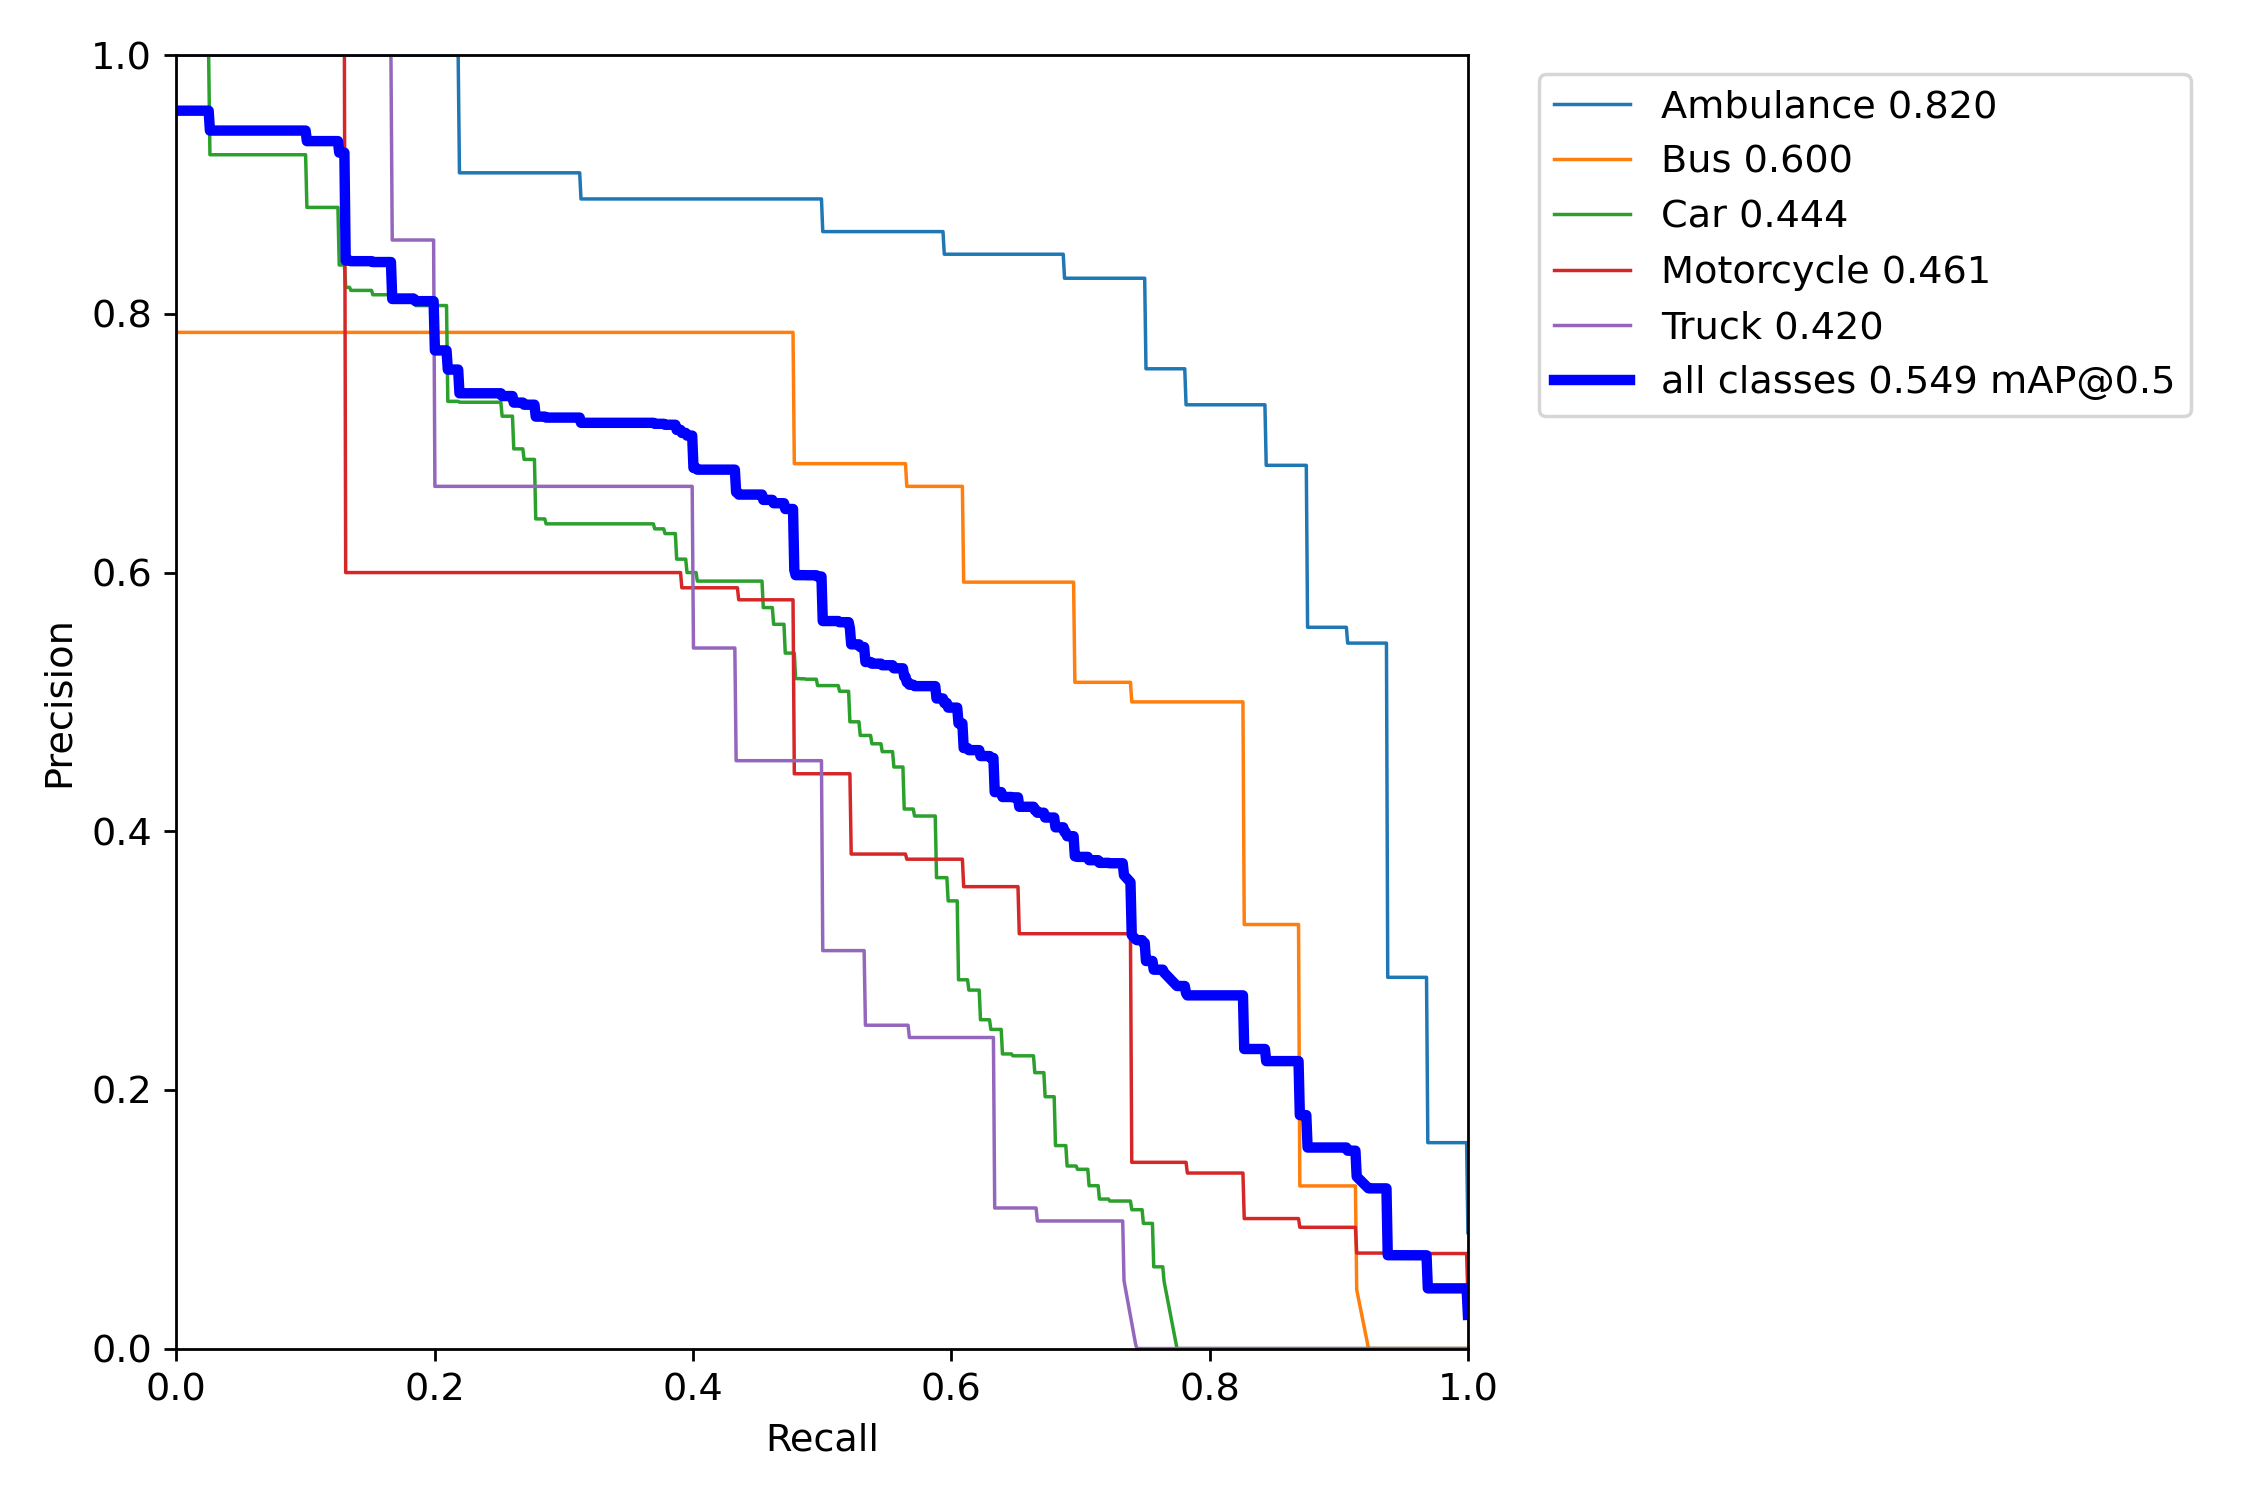 1.0
0.8
0.6
0.4
0.2
0.0
Precision
0.0 0.2 0.4 0.6 0.8 1.0
Recall
Ambulance 0.820
Bus 0.600
Car 0.444
Motorcycle 0.461
Truck 0.420
all classes 0.549 mAP@0.5